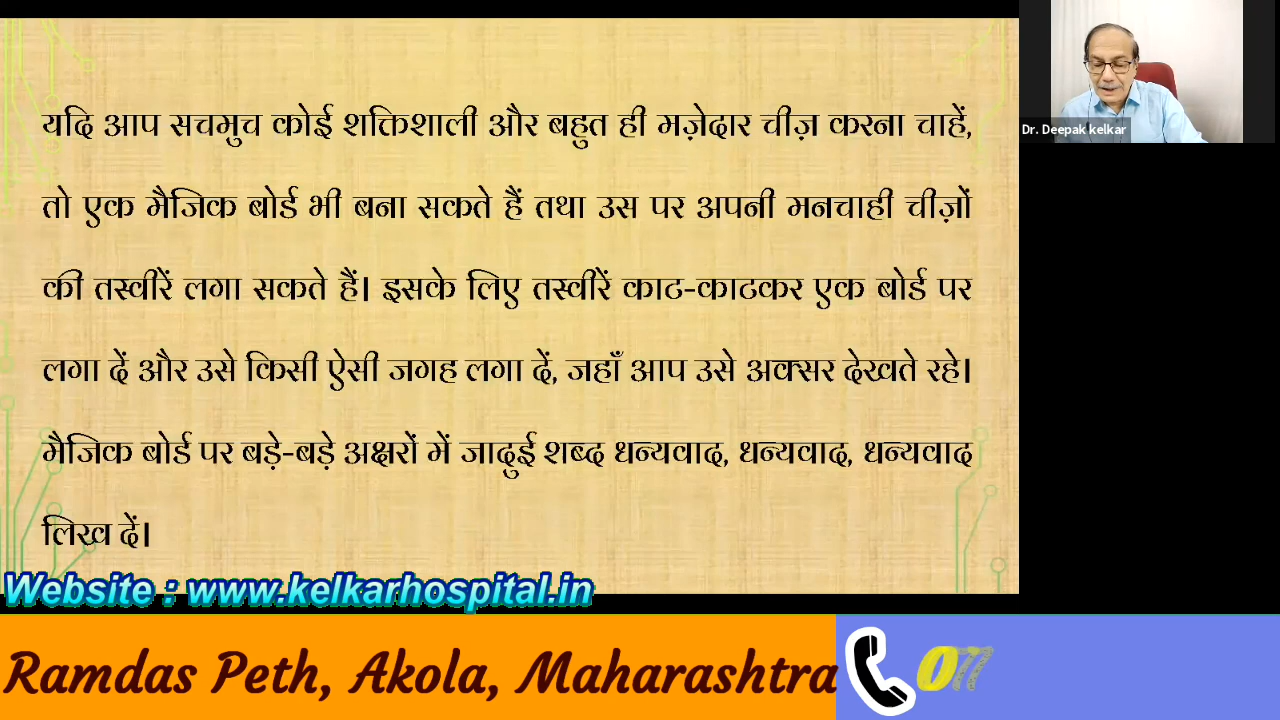 यदि आप सचमुच कोई शक्तिशाली और बहुत ही मज़ेदार चीज़ करना चाहें,
तो एक मैजिक बोर्ड भी बना सकते हैं तथा उस पर अपनी मनचाही चीज़ों
की तस्वीरें लगा सकते हैं। इसके लिए तस्वीरें काट-काटकर एक बोर्ड पर
लगा दें और उसे किसी ऐसी जगह लगा दें, जहाँ आप उसे अक्सर देखते रहे।
मैजिक बोर्ड पर बड़े-बड़े अक्षरों में जादुई शब्द धन्यवाद, धन्यवाद, धन्यवाद
लिख दें।
Dr. Deepak kelkar
Website : www.kelkarhospital.in
Ramdas Peth, Akola, Maharashtra
077